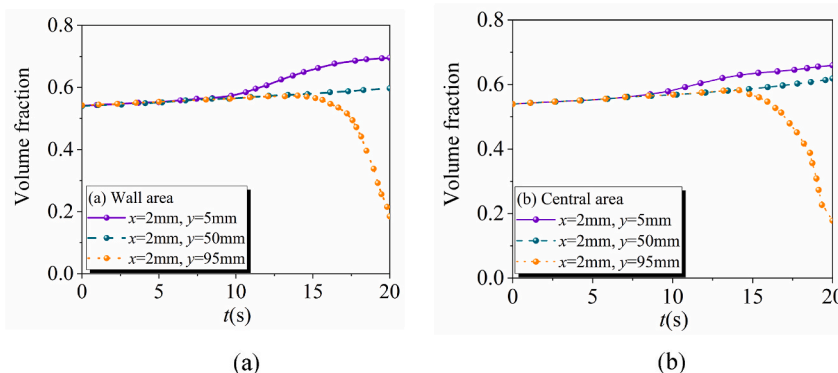 0.8
0.6
0.4
0.2
0.0
Volume fraction
(a) Wall area
x=2mm, y=5mm
x=2mm, y=50mm
x=2mm, y=95mm
0 5 10 15 20
t(s)
(a)
0.8
0.6
0.4
0.2
0.0
Volume fraction
(b) Central area
x=2mm, y=5mm
x=2mm, y=50mm
x=2mm, y=95mm
0 5 10 15 20
t(s)
(b)